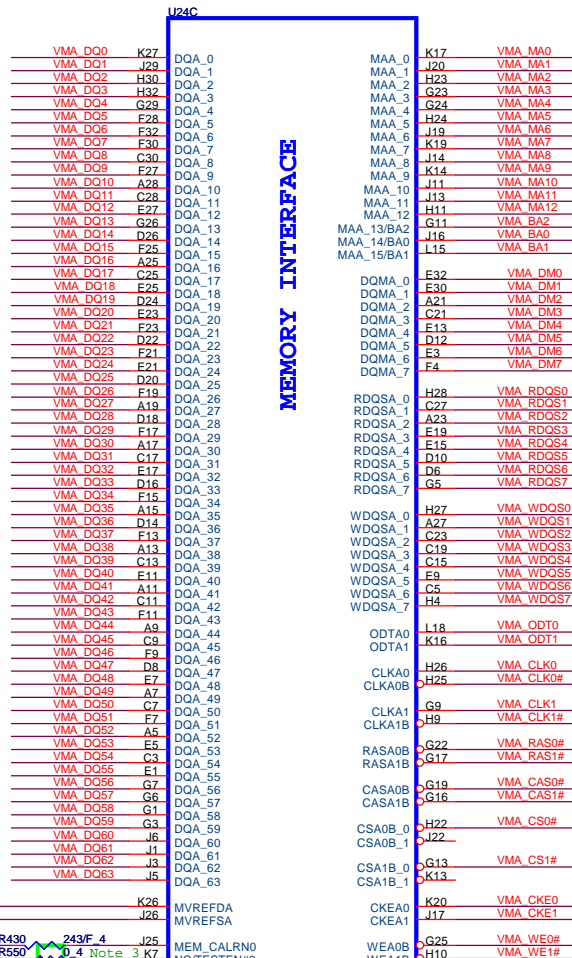 U24C
MEMORY INTERFACE
VMA_DQ0 K27 DQA_0
VMA_DQ1 J29 DQA_1
VMA_DQ2 H30 DQA_2
VMA_DQ3 H32 DQA_3
VMA_DQ4 G29 DQA_4
VMA_DQ5 F28 DQA_5
VMA_DQ6 F32 DQA_6
VMA_DQ7 F30 DQA_7
VMA_DQ8 C30 DQA_8
VMA_DQ9 F27 DQA_9
VMA_DQ10 A28 DQA_10
VMA_DQ11 C28 DQA_11
VMA_DQ12 E27 DQA_12
VMA_DQ13 G26 DQA_13
VMA_DQ14 D26 DQA_14
VMA_DQ15 F25 DQA_15
VMA_DQ16 A25 DQA_16
VMA_DQ17 C25 DQA_17
VMA_DQ18 E25 DQA_18
VMA_DQ19 D24 DQA_19
VMA_DQ20 E23 DQA_20
VMA_DQ21 F23 DQA_21
VMA_DQ22 D22 DQA_22
VMA_DQ23 F21 DQA_23
VMA_DQ24 E21 DQA_24
VMA_DQ25 D20 DQA_25
VMA_DQ26 F19 DQA_26
VMA_DQ27 A19 DQA_27
VMA_DQ28 D18 DQA_28
VMA_DQ29 F17 DQA_29
VMA_DQ30 A17 DQA_30
VMA_DQ31 C17 DQA_31
VMA_DQ32 E17 DQA_32
VMA_DQ33 D16 DQA_33
VMA_DQ34 F15 DQA_34
VMA_DQ35 A15 DQA_35
VMA_DQ36 D14 DQA_36
VMA_DQ37 F13 DQA_37
VMA_DQ38 A13 DQA_38
VMA_DQ39 C13 DQA_39
VMA_DQ40 E11 DQA_40
VMA_DQ41 A11 DQA_41
VMA_DQ42 C11 DQA_42
VMA_DQ43 F11 DQA_43
VMA_DQ44 A9 DQA_44
VMA_DQ45 C9 DQA_45
VMA_DQ46 F9 DQA_46
VMA_DQ47 D8 DQA_47
VMA_DQ48 E7 DQA_48
VMA_DQ49 A7 DQA_49
VMA_DQ50 C7 DQA_50
VMA_DQ51 F7 DQA_51
VMA_DQ52 A5 DQA_52
VMA_DQ53 E5 DQA_53
VMA_DQ54 C3 DQA_54
VMA_DQ55 E1 DQA_55
VMA_DQ56 G7 DQA_56
VMA_DQ57 G6 DQA_57
VMA_DQ58 G1 DQA_58
VMA_DQ59 G3 DQA_59
VMA_DQ60 J6 DQA_60
VMA_DQ61 J1 DQA_61
VMA_DQ62 J3 DQA_62
VMA_DQ63 J5 DQA_63
K26 MVREFDA
J26 MVREFSA
R430 243/F_4 J25 MEM_CALRN0
R550 0_4 Note 3 K7
MAA_0 K17 VMA_MA0
MAA_1 J20 VMA_MA1
MAA_2 H23 VMA_MA2
MAA_3 G23 VMA_MA3
MAA_4 G24 VMA_MA4
MAA_5 H24 VMA_MA5
MAA_6 J19 VMA_MA6
MAA_7 K19 VMA_MA7
MAA_8 J14 VMA_MA8
MAA_9 K14 VMA_MA9
MAA_10 J11 VMA_MA10
MAA_11 J13 VMA_MA11
MAA_12 H11 VMA_MA12
MAA_13/BA2 G11 VMA_BA2
MAA_14/BA0 J16 VMA_BA0
MAA_15/BA1 L15 VMA_BA1
DQMA_0 E32 VMA_DM0
DQMA_1 E30 VMA_DM1
DQMA_2 A21 VMA_DM2
DQMA_3 C21 VMA_DM3
DQMA_4 E13 VMA_DM4
DQMA_5 D12 VMA_DM5
DQMA_6 E3 VMA_DM6
DQMA_7 F4 VMA_DM7
RDQSA_0 H28 VMA_RDQS0
RDQSA_1 C27 VMA_RDQS1
RDQSA_2 A23 VMA_RDQS2
RDQSA_3 E19 VMA_RDQS3
RDQSA_4 E15 VMA_RDQS4
RDQSA_5 D10 VMA_RDQS5
RDQSA_6 D6 VMA_RDQS6
RDQSA_7 G5 VMA_RDQS7
WDQSA_0 H27 VMA_WDQS0
WDQSA_1 A27 VMA_WDQS1
WDQSA_2 C23 VMA_WDQS2
WDQSA_3 C19 VMA_WDQS3
WDQSA_4 C15 VMA_WDQS4
WDQSA_5 E9 VMA_WDQS5
WDQSA_6 C5 VMA_WDQS6
WDQSA_7 H4 VMA_WDQS7
ODTA0 L18 VMA_ODT0
ODTA1 K16 VMA_ODT1
CLKA0 H26 VMA_CLK0
CLKA0B H25 VMA_CLK0#
CLKA1 G9 VMA_CLK1
CLKA1B H9 VMA_CLK1#
RASA0B G22 VMA_RAS0#
RASA1B G17 VMA_RAS1#
CASA0B G19 VMA_CAS0#
CASA1B G16 VMA_CAS1#
CSA0B_0 H22 VMA_CS0#
CSA0B_1 J22
CSA1B_0 G13 VMA_CS1#
CSA1B_1 K13
CKEA0 K20 VMA_CKE0
CKEA1 J17 VMA_CKE1
WEA0B G25 VMA_WE0#
H10 VMA_WE1#